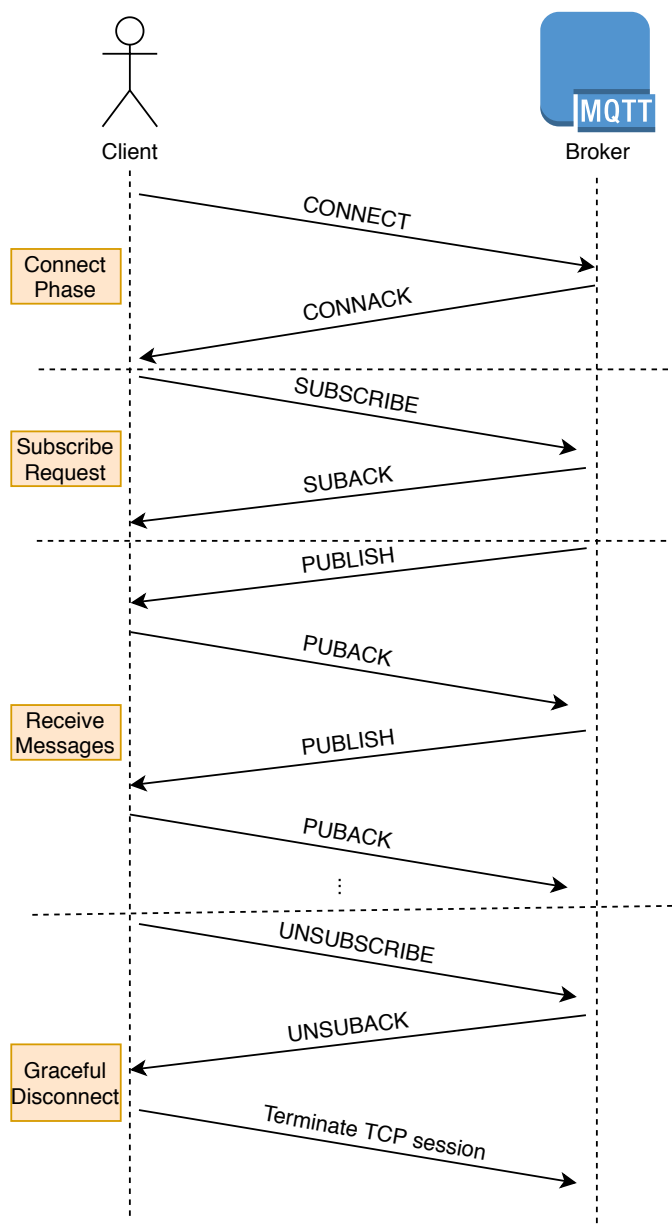 MQTT
Client
Broker
CONNECT
Connect
Phase
CONNACK
SUBSCRIBE
Subscribe
Request
SUBACK
PUBLISH
PUBACK
Receive
Messages
PUBLISH
PUBACK
...
UNSUBSCRIBE
UNSUBACK
Graceful
Disconnect
Terminate TCP session